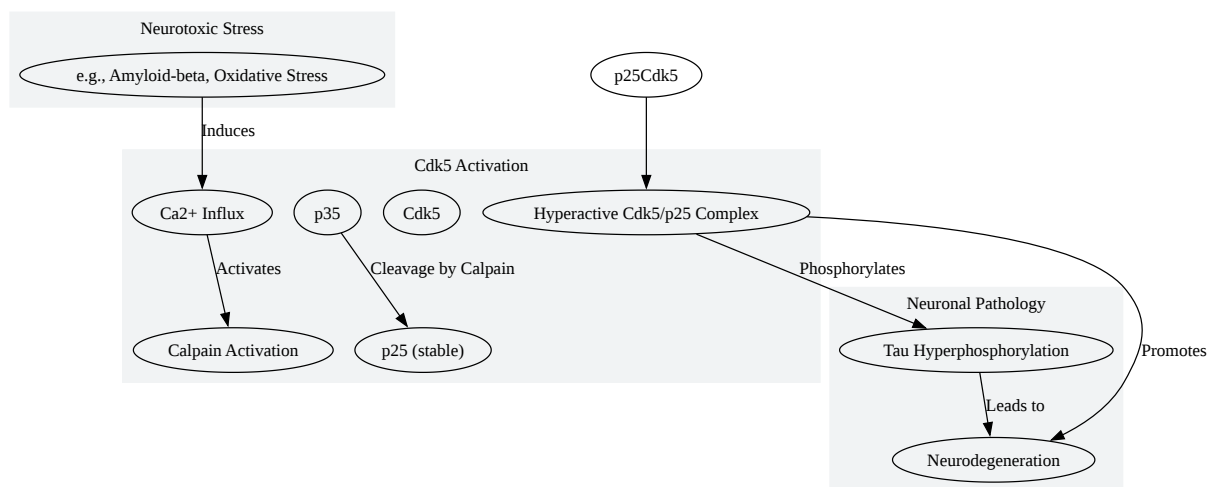 Neurotoxic Stress
e.g., Amyloid-beta, Oxidative Stress
p25Cdk5
Induces
Cdk5 Activation
Ca2+ Influx
p35
Cdk5
Hyperactive Cdk5/p25 Complex
Activates
Cleavage by Calpain
Phosphorylates
Neuronal Pathology
Calpain Activation
p25 (stable)
Tau Hyperphosphorylation
Promotes
Leads to
Neurodegeneration